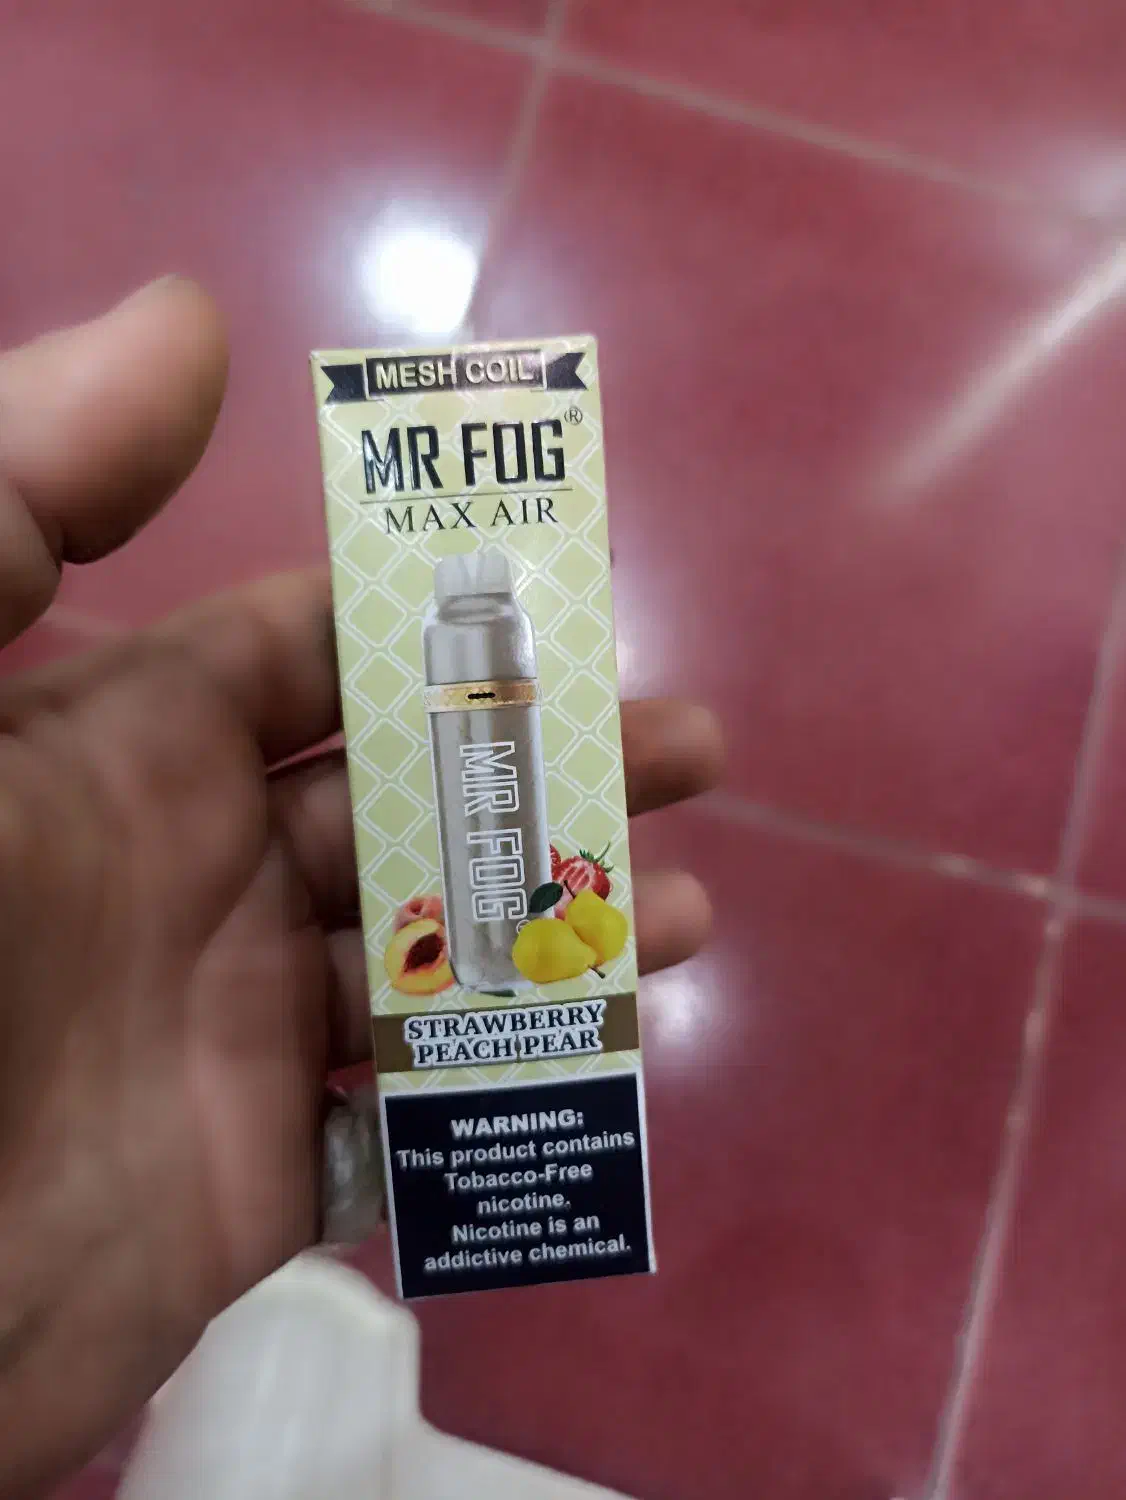 MESH COIL
MR FOG®
MAX AIR
MR FOG
STRAWBERRY
PEACH PEAR
WARNING:
This product contains
Tobacco-Free
nicotine.
Nicotine is an
addictive chemical.